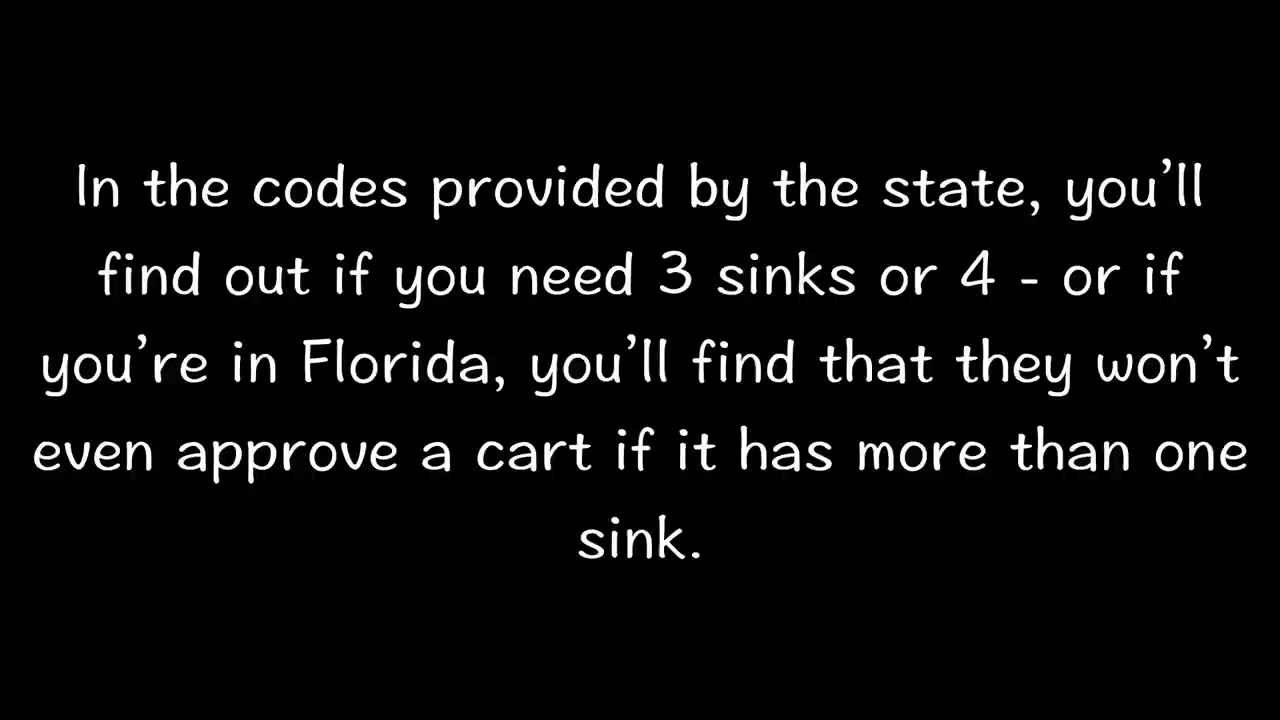 In the codes provided by the state, you’ll
find out if you need 3 sinks or 4 - or if
you’re in Florida, you’ll find that they won’t
even approve a cart if it has more than one
sink.